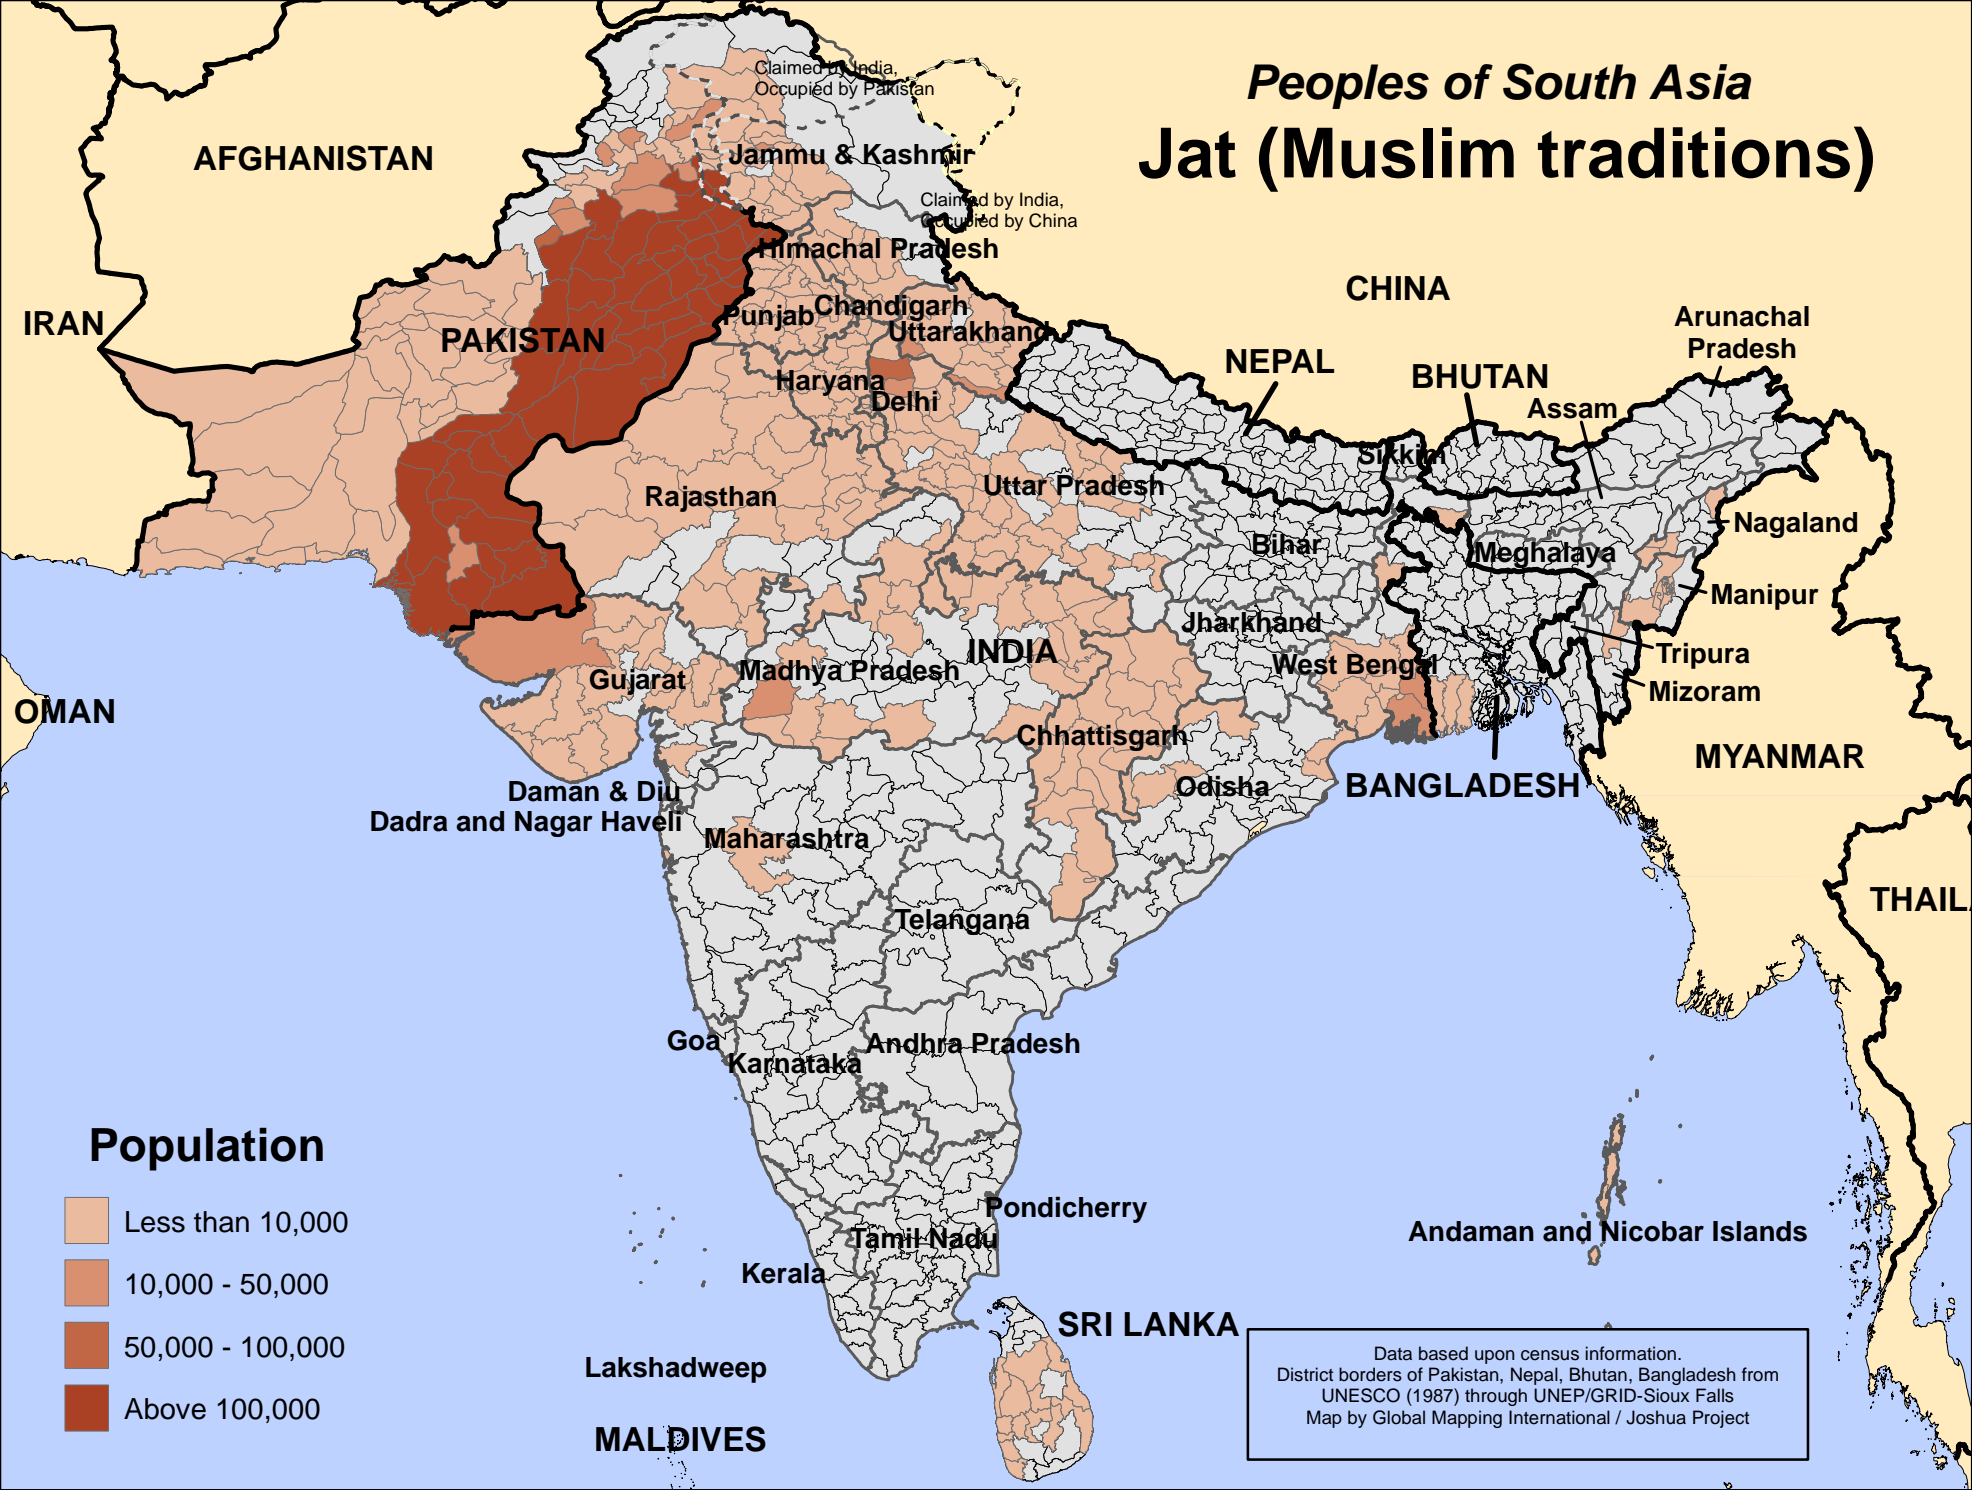 Peoples of South Asia
Jat (Muslim traditions)
Claimed by India,
Occupied by Pakistan
AFGHANISTAN
Jammu & Kashmir
Claimed by India,
Occupied by China
Himachal Pradesh
CHINA
IRAN
PAKISTAN
Punjab
Chandigarh
Uttarakhand
Arunachal
Pradesh
NEPAL
BHUTAN
Haryana
Delhi
Assam
Sikkim
Rajasthan
Uttar Pradesh
Nagaland
Bihar
Meghalaya
Manipur
Jharkhand
INDIA
West Bengal
Tripura
Gujarat
Madhya Pradesh
Mizoram
OMAN
Chhattisgarh
MYANMAR
Daman & Diu
Dadra and Nagar Haveli
Odisha
BANGLADESH
Maharashtra
Telangana
THAIL
Goa
Karnataka
Andhra Pradesh
Population
Less than 10,000
10,000 - 50,000
50,000 - 100,000
Above 100,000
Pondicherry
Tamil Nadu
Kerala
Andaman and Nicobar Islands
SRI LANKA
Lakshadweep
MALDIVES
Data based upon census information.
District borders of Pakistan, Nepal, Bhutan, Bangladesh from
UNESCO (1987) through UNEP/GRID-Sioux Falls
Map by Global Mapping International / Joshua Project